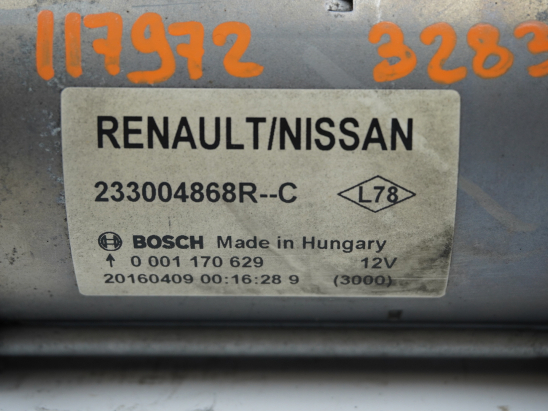 117972 3283
RENAULT/NISSAN
233004868R--C L78
BOSCH Made in Hungary
↑ 0 001 170 629 12V
20160409 00:16:28 9 (3000)